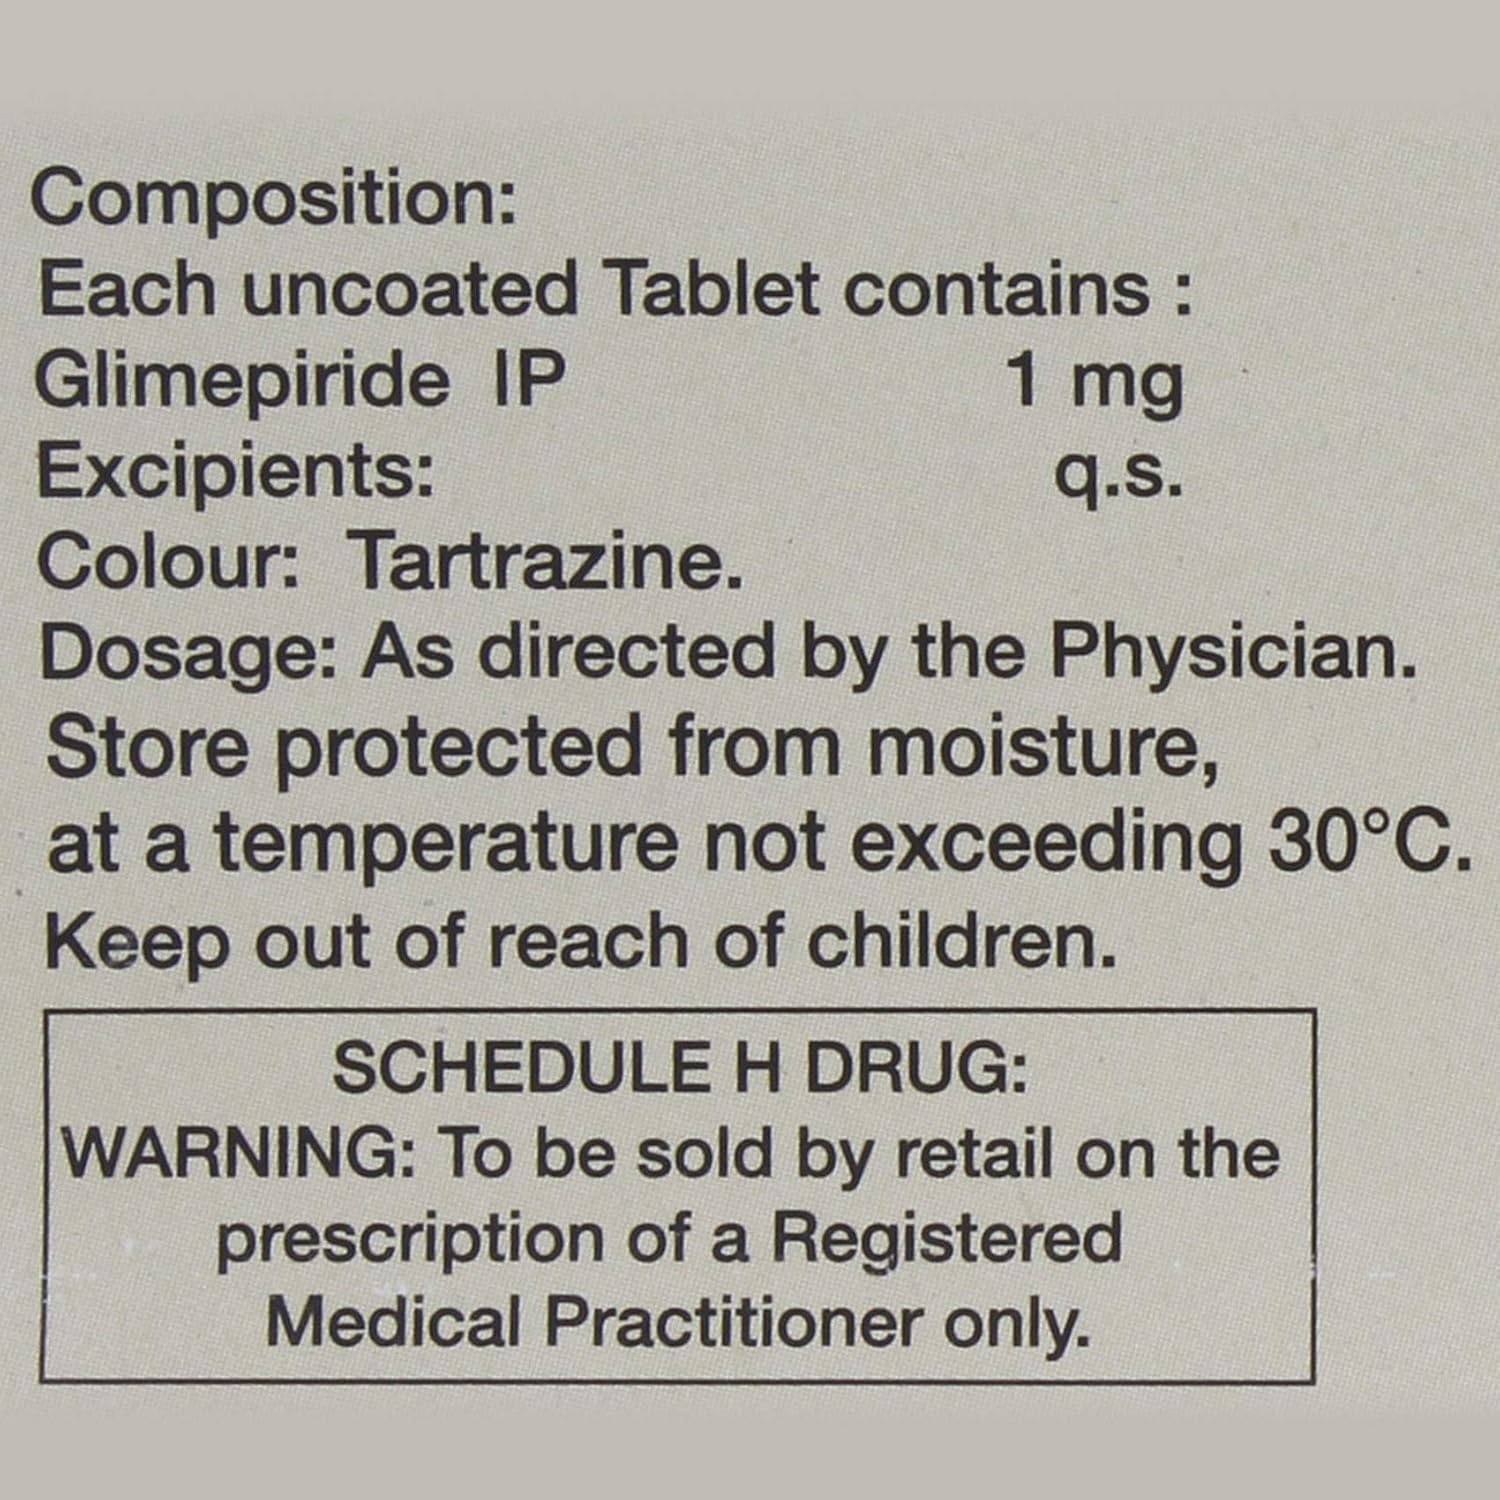 Composition:
Each uncoated Tablet contains :
Glimepiride IP 1 mg
Excipients: q.s.
Colour: Tartrazine.
Dosage: As directed by the Physician.
Store protected from moisture,
at a temperature not exceeding 30°C.
Keep out of reach of children.
SCHEDULE H DRUG:
WARNING: To be sold by retail on the
prescription of a Registered
Medical Practitioner only.